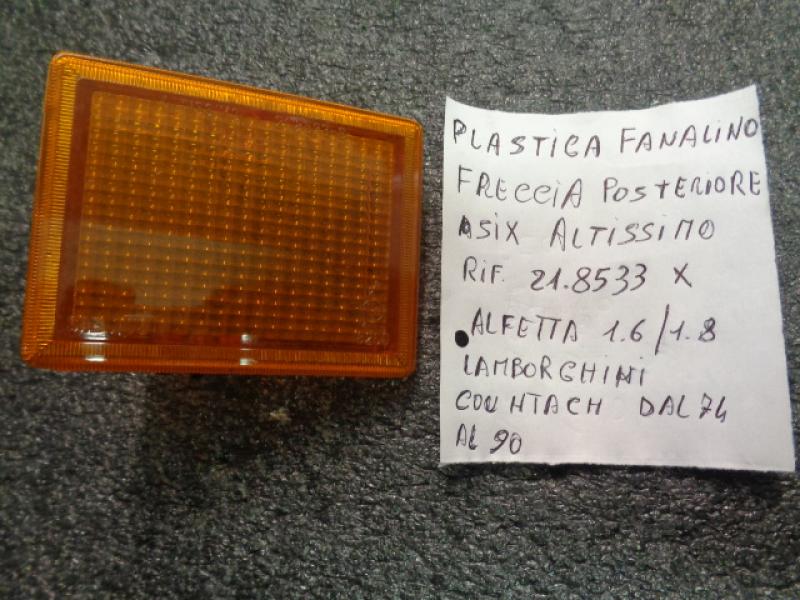 PLASTICA FANALINO
FRECCIA POSTERIORE
ASIX ALTISSIMO
RIF. 21.8533 X
ALFETTA 1.6/1.8
LAMBORGHINI
COUNTACH DAL 74
AL 90